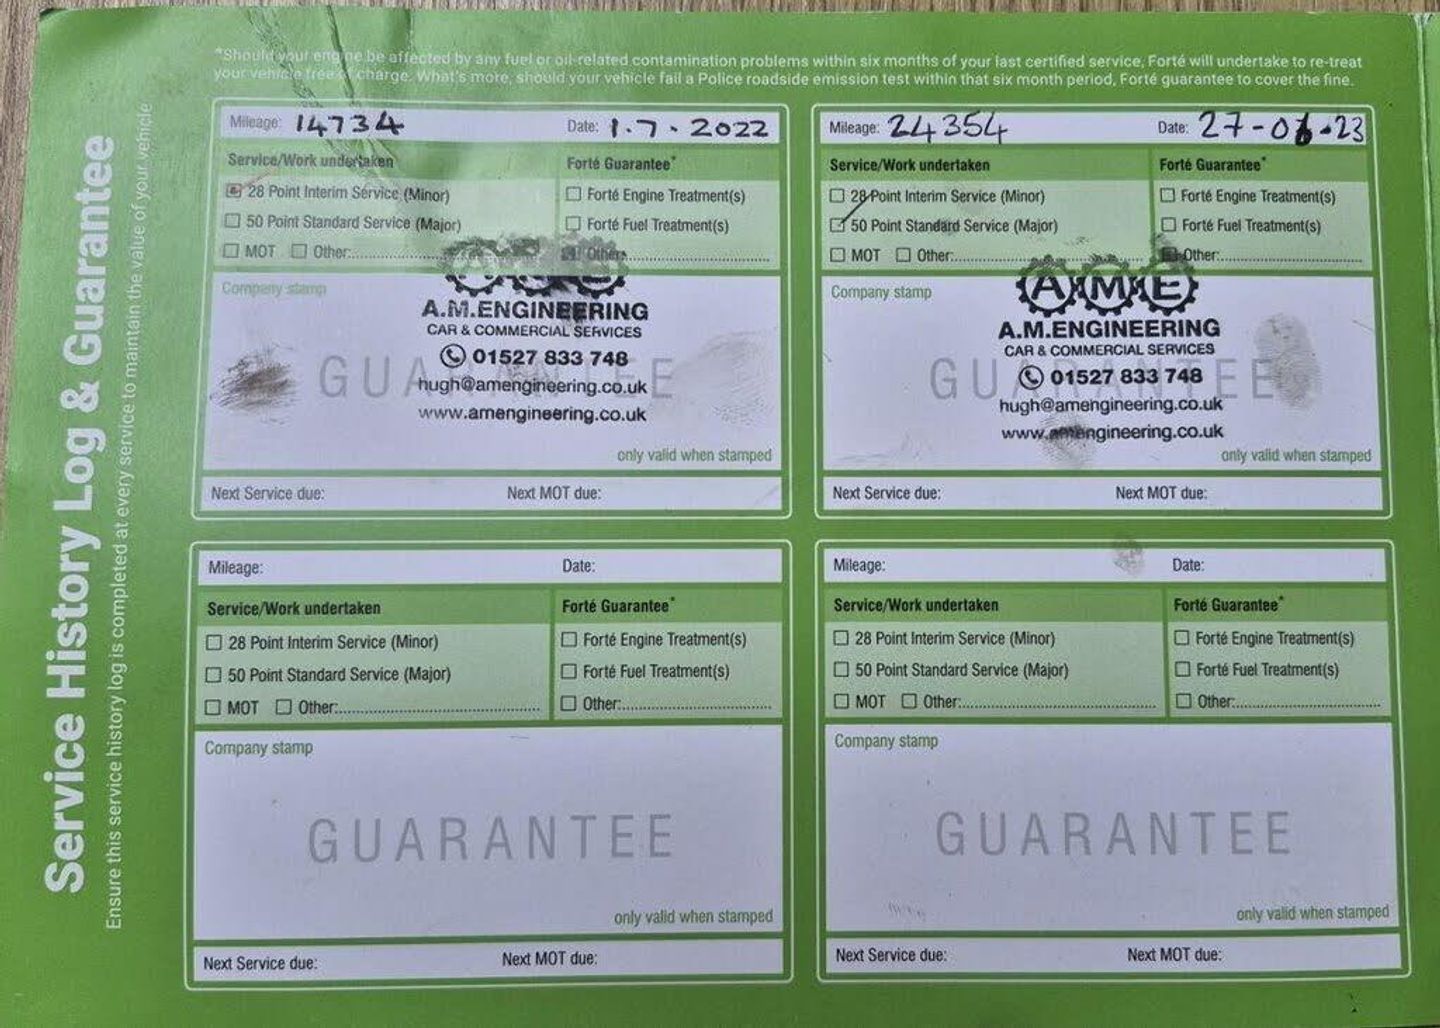 *Should your engine be affected by any fuel or oil-related contamination problems within six months of your last certified service, Forté will undertake to re-treat
your vehicle free of charge. What's more, should your vehicle fail a Police roadside emission test within that six month period, Forté guarantee to cover the fine.
Service History Log & Guarantee
Ensure this service history log is completed at every service to maintain the value of your vehicle
Mileage: 14734 Date: 1.7.2022
Service/Work undertaken Forté Guarantee*
28 Point Interim Service (Minor) Forté Engine Treatment(s)
50 Point Standard Service (Major) Forté Fuel Treatment(s)
MOT Other: Other:
Company stamp
A.M.ENGINEERING
CAR & COMMERCIAL SERVICES
01527 833 748
GUARANTEE
hugh@amengineering.co.uk
www.amengineering.co.uk
only valid when stamped
Next Service due: Next MOT due:
Mileage: 24354 Date: 27-06-23
Service/Work undertaken Forté Guarantee*
28 Point Interim Service (Minor) Forté Engine Treatment(s)
50 Point Standard Service (Major) Forté Fuel Treatment(s)
MOT Other: Other:
Company stamp
AME
A.M.ENGINEERING
CAR & COMMERCIAL SERVICES
01527 833 748
GUARANTEE
hugh@amengineering.co.uk
www.amengineering.co.uk
only valid when stamped
Next Service due: Next MOT due:
Mileage: Date:
Service/Work undertaken Forté Guarantee*
28 Point Interim Service (Minor) Forté Engine Treatment(s)
50 Point Standard Service (Major) Forté Fuel Treatment(s)
MOT Other: Other:
Company stamp
GUARANTEE
only valid when stamped
Next Service due: Next MOT due:
Mileage: Date:
Service/Work undertaken Forté Guarantee*
28 Point Interim Service (Minor) Forté Engine Treatment(s)
50 Point Standard Service (Major) Forté Fuel Treatment(s)
MOT Other: Other:
Company stamp
GUARANTEE
only valid when stamped
Next Service due: Next MOT due: